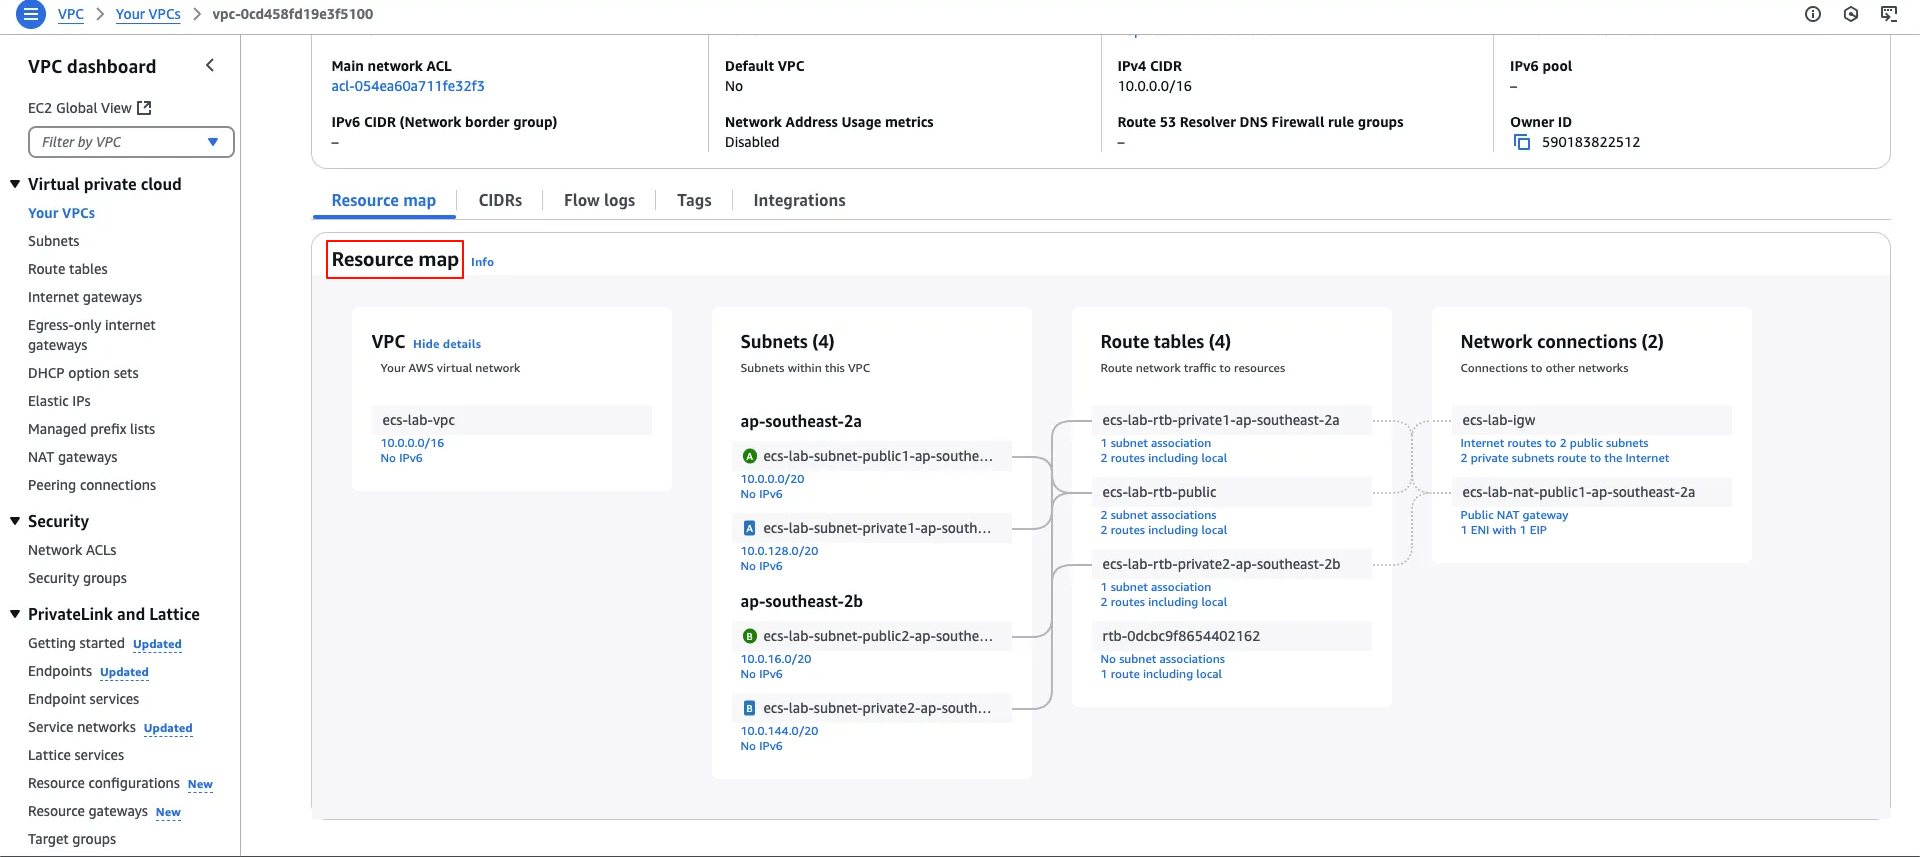 VPC > Your VPCs > vpc-0cd458fd19e3f5100
VPC dashboard
EC2 Global View
Filter by VPC
Virtual private cloud
Your VPCs
Subnets
Route tables
Internet gateways
Egress-only internet
gateways
DHCP option sets
Elastic IPs
Managed prefix lists
NAT gateways
Peering connections
Security
Network ACLs
Security groups
PrivateLink and Lattice
Getting started Updated
Endpoints Updated
Endpoint services
Service networks Updated
Lattice services
Resource configurations New
Resource gateways New
Target groups
Main network ACL
acl-054ea60a711fe32f3
Default VPC
No
IPv4 CIDR
10.0.0.0/16
IPv6 pool
–
IPv6 CIDR (Network border group)
–
Network Address Usage metrics
Disabled
Route 53 Resolver DNS Firewall rule groups
–
Owner ID
590183822512
Resource map
CIDRs
Flow logs
Tags
Integrations
Resource map Info
VPC Hide details
Your AWS virtual network
ecs-lab-vpc
10.0.0.0/16
No IPv6
Subnets (4)
Subnets within this VPC
ap-southeast-2a
A ecs-lab-subnet-public1-ap-southe...
10.0.0.0/20
No IPv6
A ecs-lab-subnet-private1-ap-south...
10.0.128.0/20
No IPv6
ap-southeast-2b
B ecs-lab-subnet-public2-ap-southe...
10.0.16.0/20
No IPv6
B ecs-lab-subnet-private2-ap-south...
10.0.144.0/20
No IPv6
Route tables (4)
Route network traffic to resources
ecs-lab-rtb-private1-ap-southeast-2a
1 subnet association
2 routes including local
ecs-lab-rtb-public
2 subnet associations
2 routes including local
ecs-lab-rtb-private2-ap-southeast-2b
1 subnet association
2 routes including local
rtb-0dcbc9f8654402162
No subnet associations
1 route including local
Network connections (2)
Connections to other networks
ecs-lab-igw
Internet routes to 2 public subnets
2 private subnets route to the Internet
ecs-lab-nat-public1-ap-southeast-2a
Public NAT gateway
1 ENI with 1 EIP